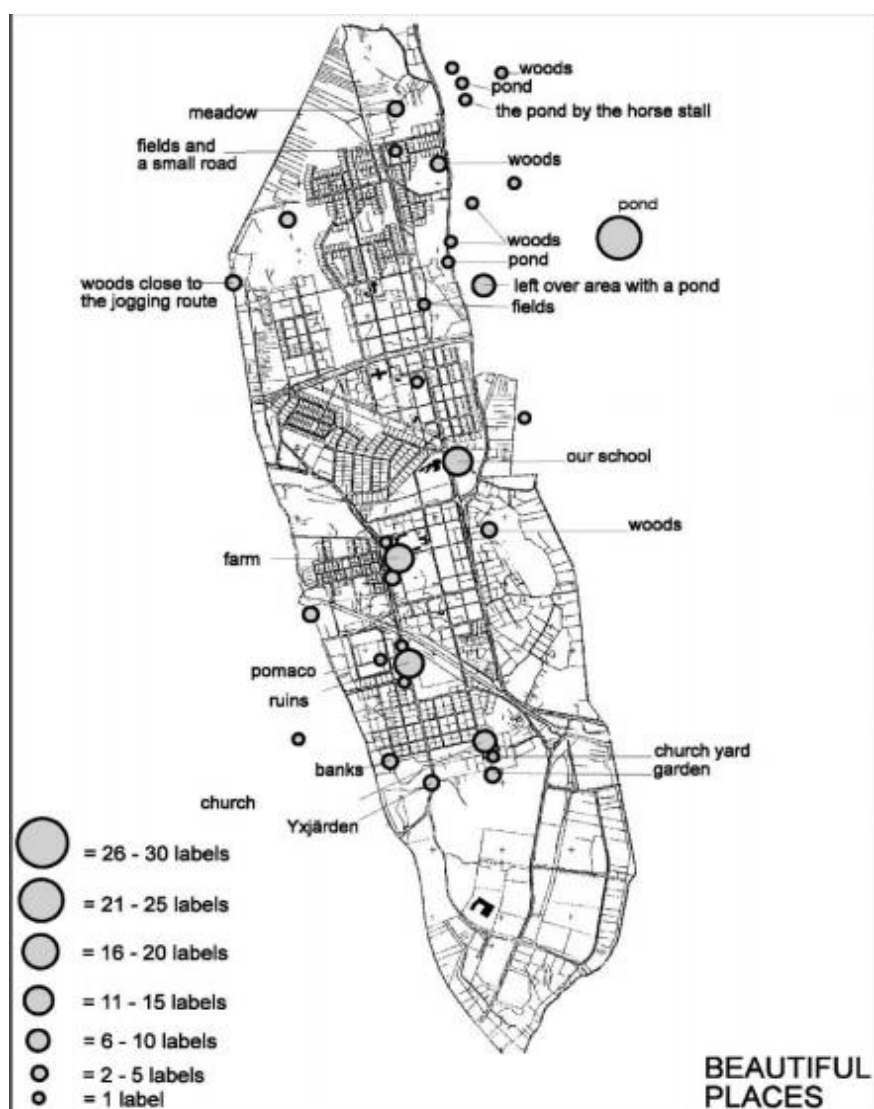 woods
pond
the pond by the horse stall
meadow
fields and
a small road
woods
pond
woods
pond
woods close to
the jogging route
left over area with a pond
fields
our school
woods
farm
pomaco
ruins
church yard
banks
garden
church
Yxjärden
= 26 - 30 labels
= 21 - 25 labels
= 16 - 20 labels
= 11 - 15 labels
= 6 - 10 labels
= 2 - 5 labels
= 1 label
BEAUTIFUL
PLACES